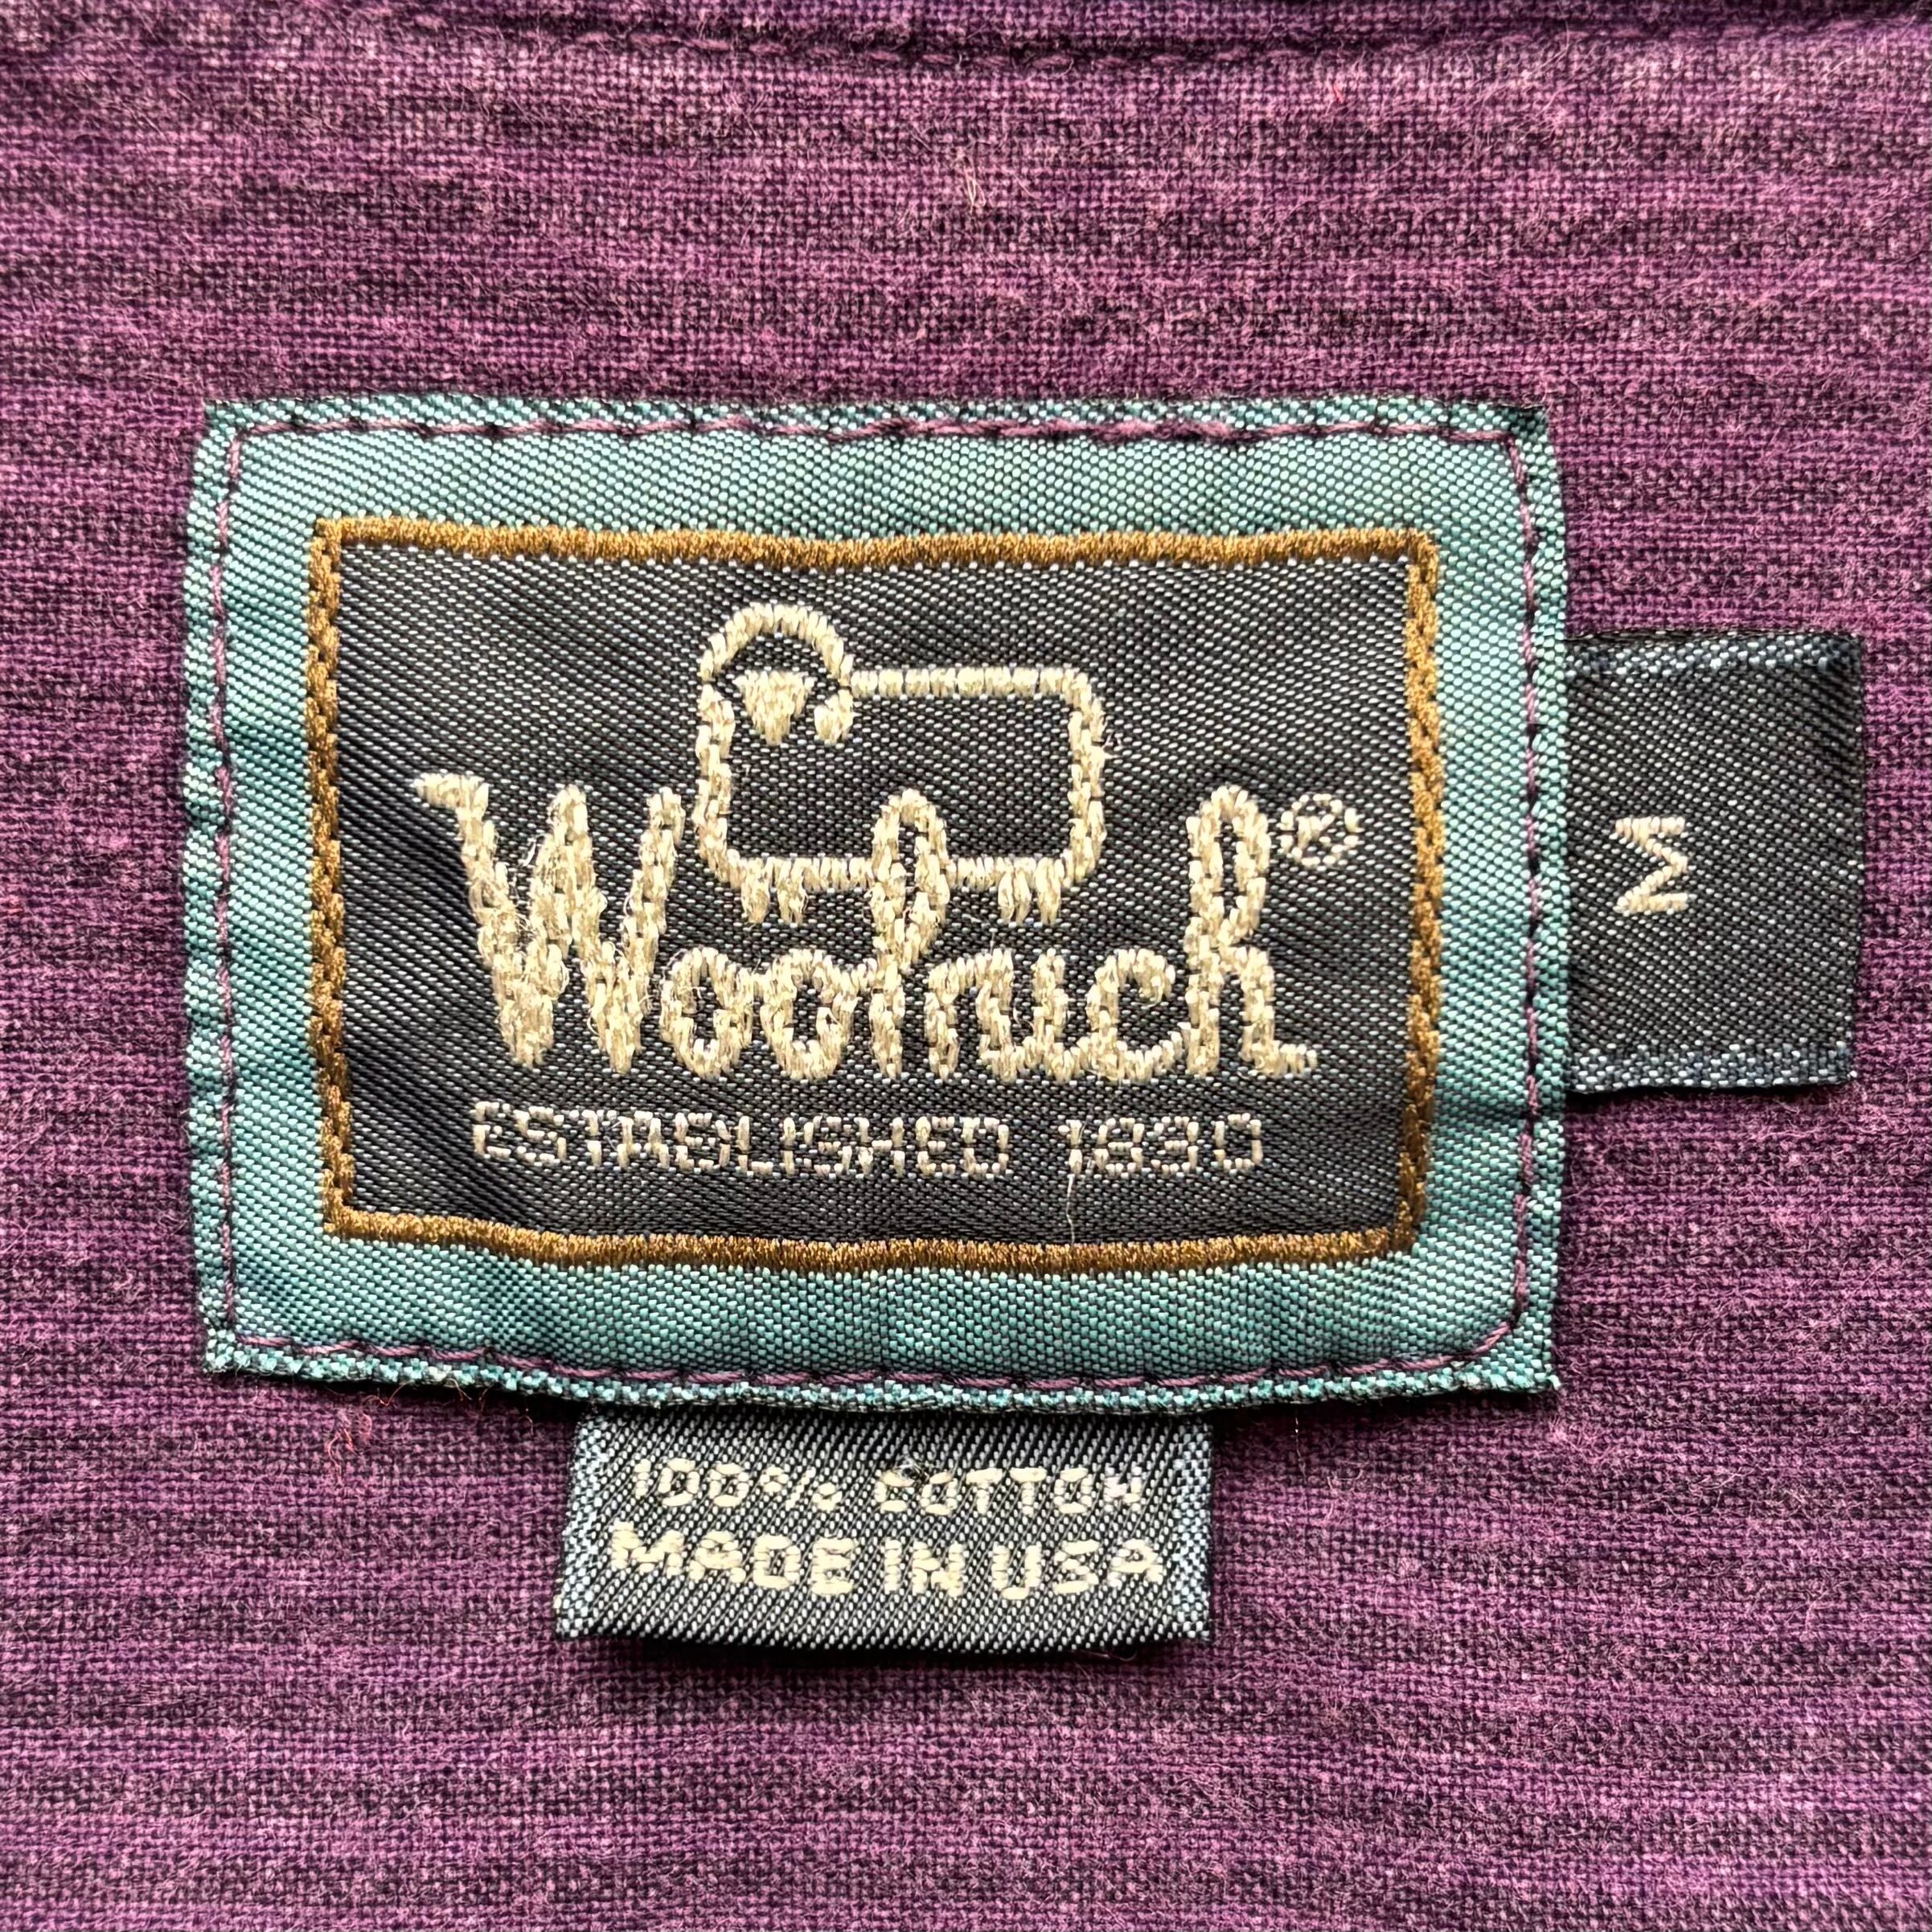 Woolrich®
ESTABLISHED 1830
M
100% COTTON
MADE IN USA